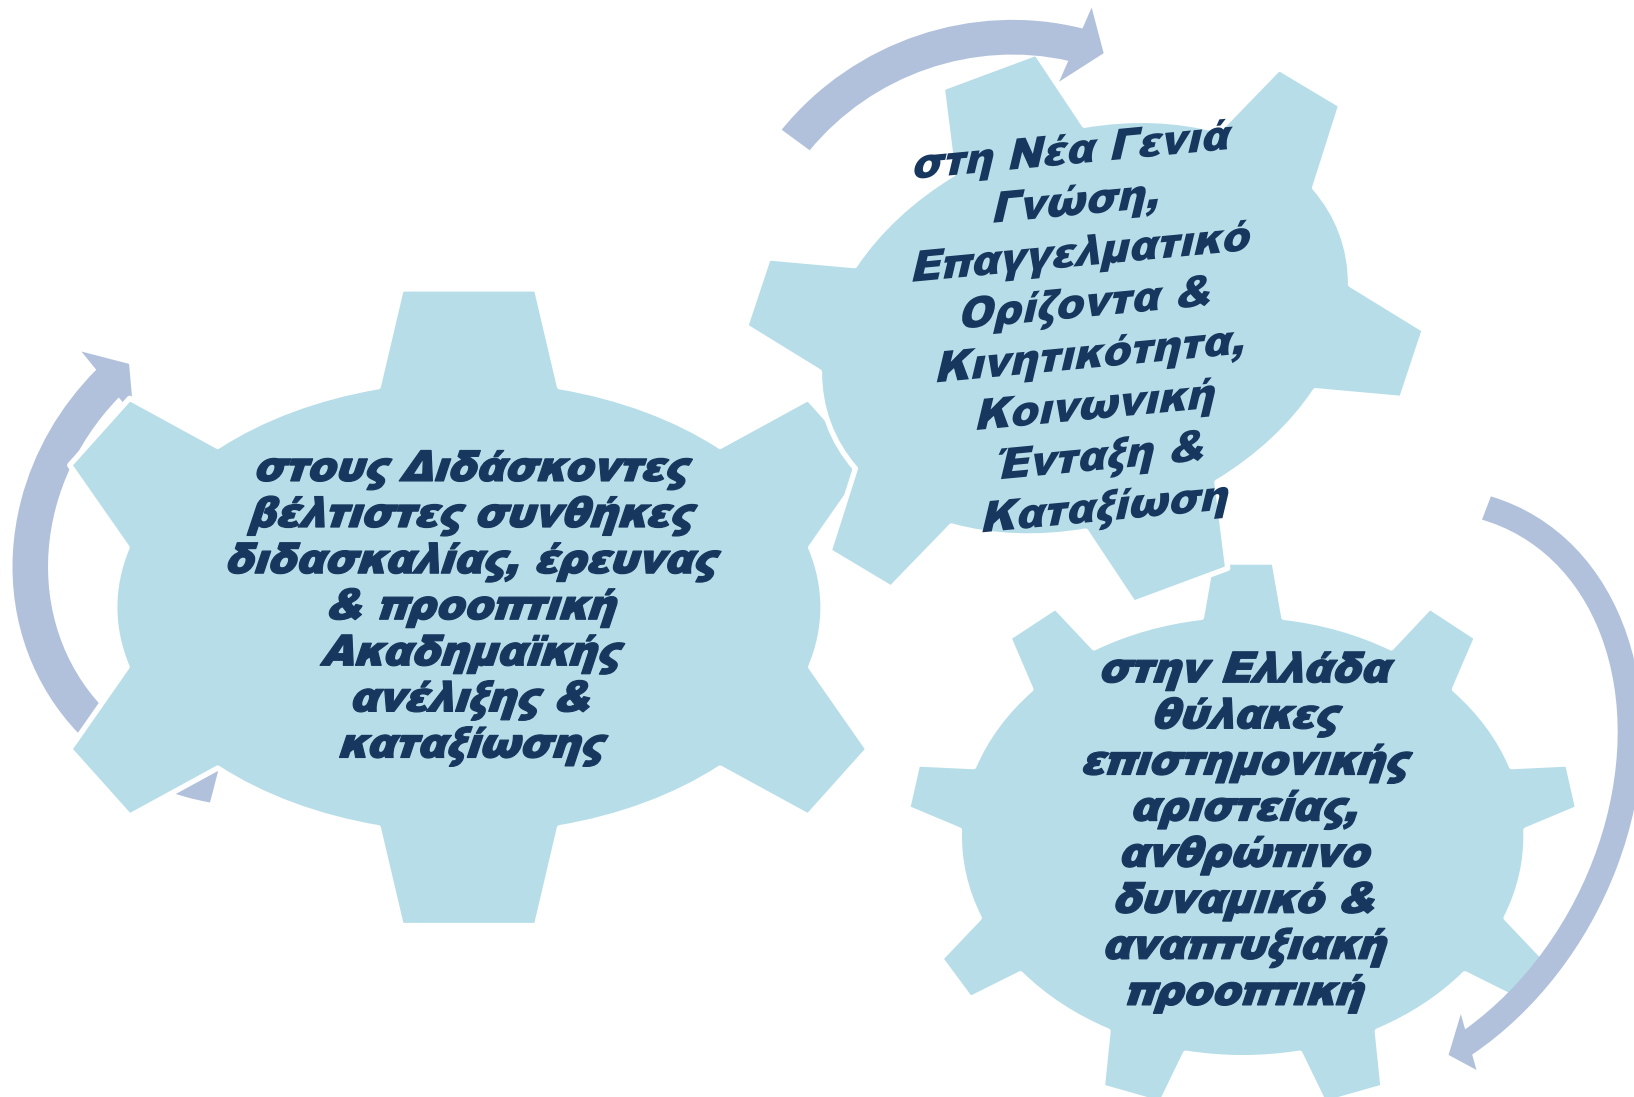 στη Νέα Γενιά
Γνώση,
Επαγγελματικό
Ορίζοντα &
Κινητικότητα,
Κοινωνική
Ένταξη &
Καταξίωση
στους Διδάσκοντες
βέλτιστες συνθήκες
διδασκαλίας, έρευνας
& προοπτική
Ακαδημαϊκής
ανέλιξης &
καταξίωσης
στην Ελλάδα
θύλακες
επιστημονικής
αριστείας,
ανθρώπινο
δυναμικό &
αναπτυξιακή
προοπτική